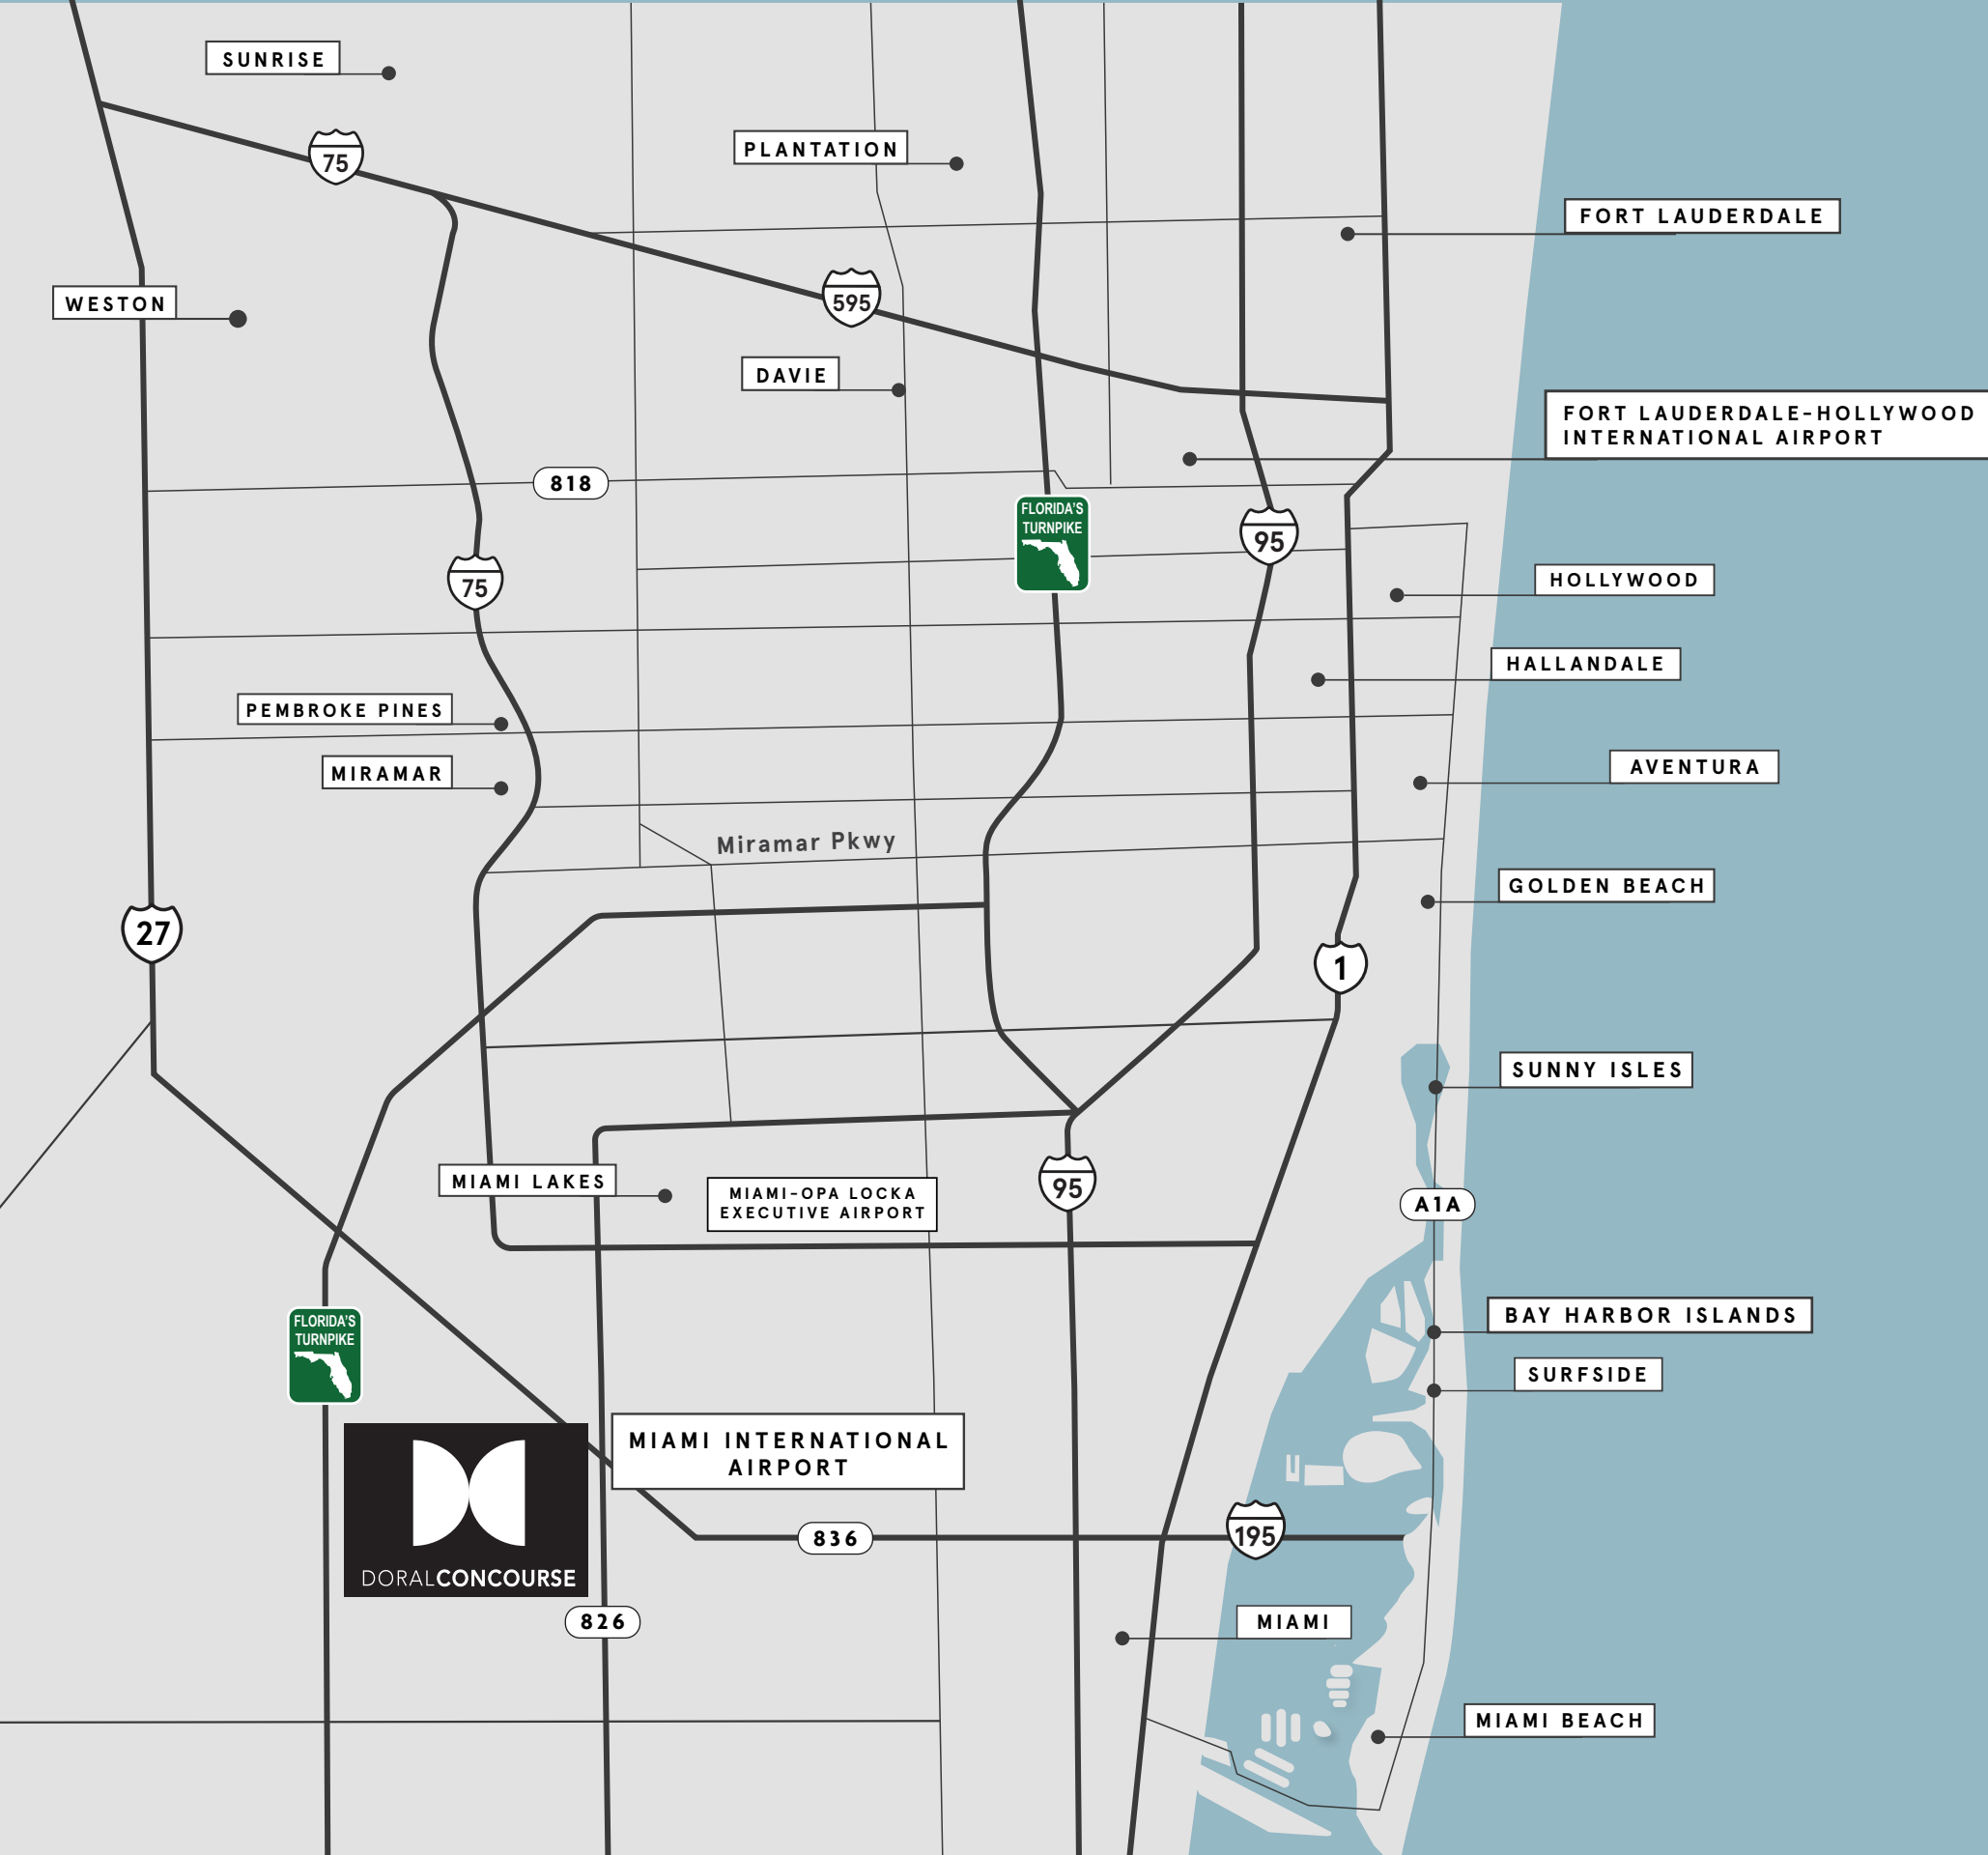 SUNRISE
75
PLANTATION
FORT LAUDERDALE
WESTON
595
DAVIE
FORT LAUDERDALE-HOLLYWOOD
INTERNATIONAL AIRPORT
818
FLORIDA'S
TURNPIKE
95
75
HOLLYWOOD
HALLANDALE
PEMBROKE PINES
MIRAMAR
AVENTURA
Miramar Pkwy
GOLDEN BEACH
27
1
SUNNY ISLES
MIAMI LAKES
MIAMI-OPA LOCKA
EXECUTIVE AIRPORT
95
A1A
BAY HARBOR ISLANDS
FLORIDA'S
TURNPIKE
SURFSIDE
MIAMI INTERNATIONAL
AIRPORT
836
195
DORALCONCOURSE
826
MIAMI
MIAMI BEACH